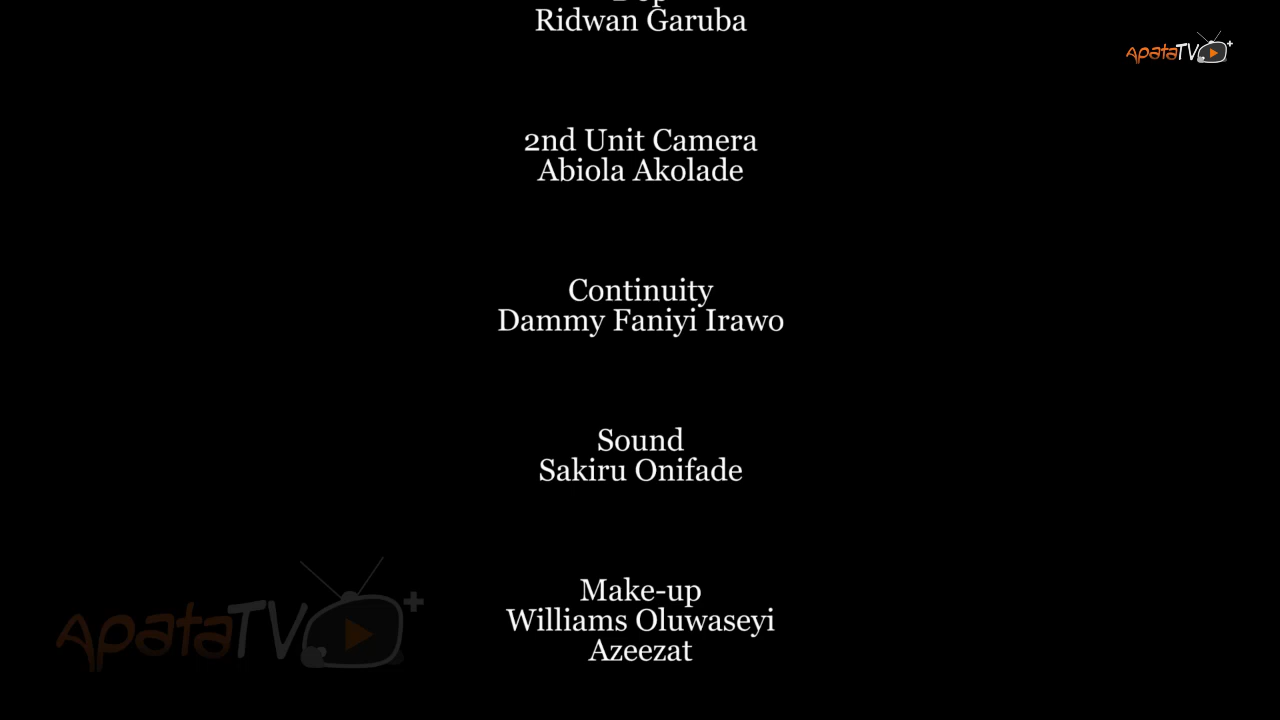 Ridwan Garuba
ApataTV+
2nd Unit Camera
Abiola Akolade
Continuity
Dammy Faniyi Irawo
Sound
Sakiru Onifade
Make-up
Williams Oluwaseyi
Azeezat
ApataTV+